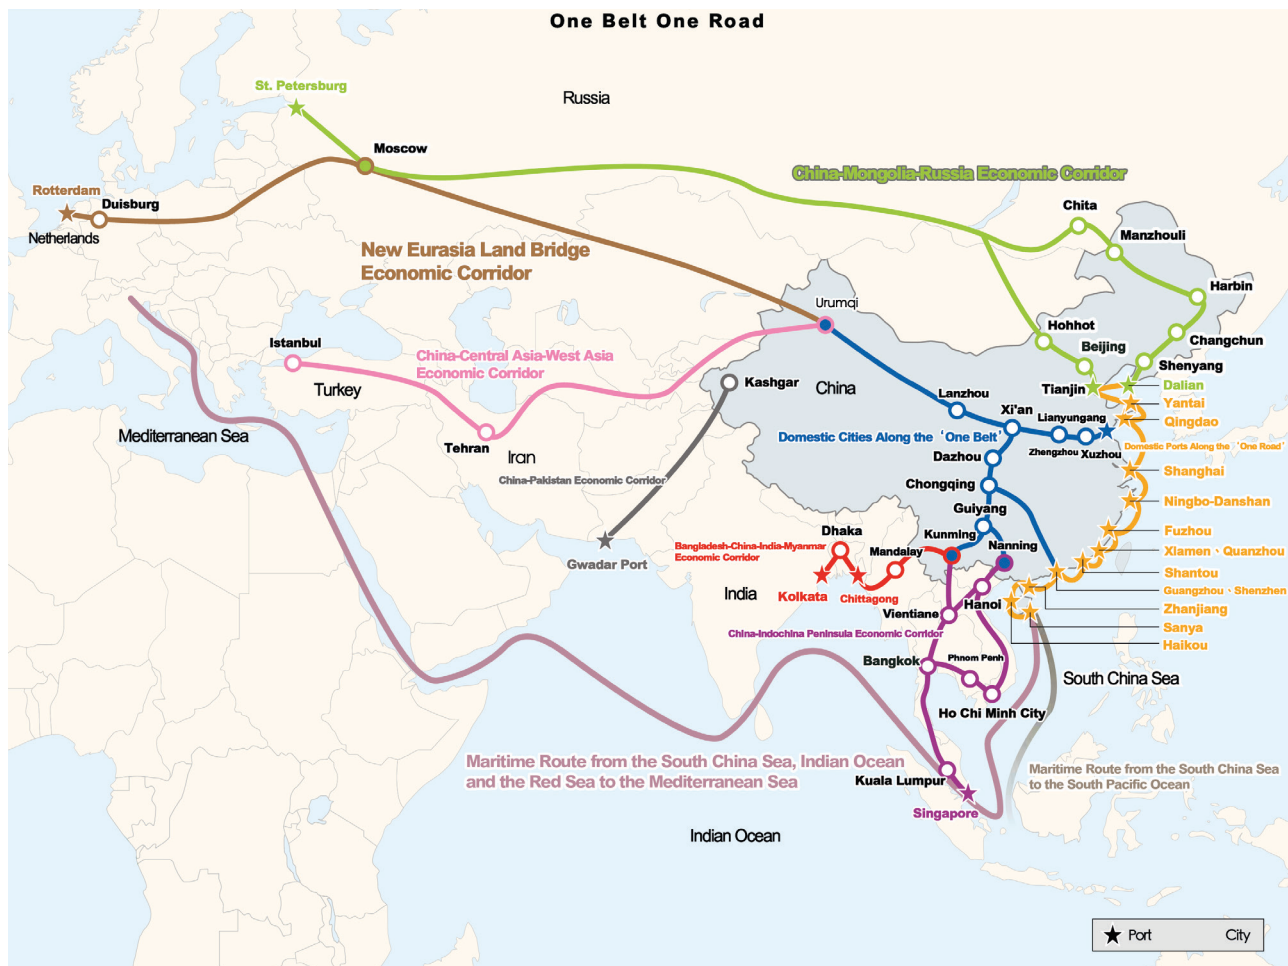 One Belt One Road
St. Petersburg
Russia
Moscow
China-Mongolia-Russia Economic Corridor
Rotterdam
Duisburg
Netherlands
Chita
Manzhouli
New Eurasia Land Bridge
Economic Corridor
Harbin
Urumqi
Hohhot
Changchun
Istanbul
Beijing
China-Central Asia-West Asia
Economic Corridor
Shenyang
Turkey
Kashgar
China
Tianjin
Dalian
Lanzhou
Yantai
Xi'an
Lianyungang
Qingdao
Mediterranean Sea
Domestic Cities Along the ‘One Belt’
Tehran
Zhengzhou
Xuzhou
Domestic Ports Along the ‘One Road’
Iran
Dazhou
Shanghai
China-Pakistan Economic Corridor
Chongqing
Ningbo-Danshan
Guiyang
Dhaka
Kunming
Fuzhou
Bangladesh-China-India-Myanmar
Economic Corridor
Mandalay
Nanning
Xiamen、Quanzhou
Gwadar Port
Shantou
India
Kolkata
Chittagong
Guangzhou、Shenzhen
Hanoi
Zhanjiang
Vientiane
Sanya
China-Indochina Peninsula Economic Corridor
Haikou
Bangkok
Phnom Penh
South China Sea
Ho Chi Minh City
Maritime Route from the South China Sea, Indian Ocean
and the Red Sea to the Mediterranean Sea
Maritime Route from the South China Sea
to the South Pacific Ocean
Kuala Lumpur
Singapore
Indian Ocean
Port
City